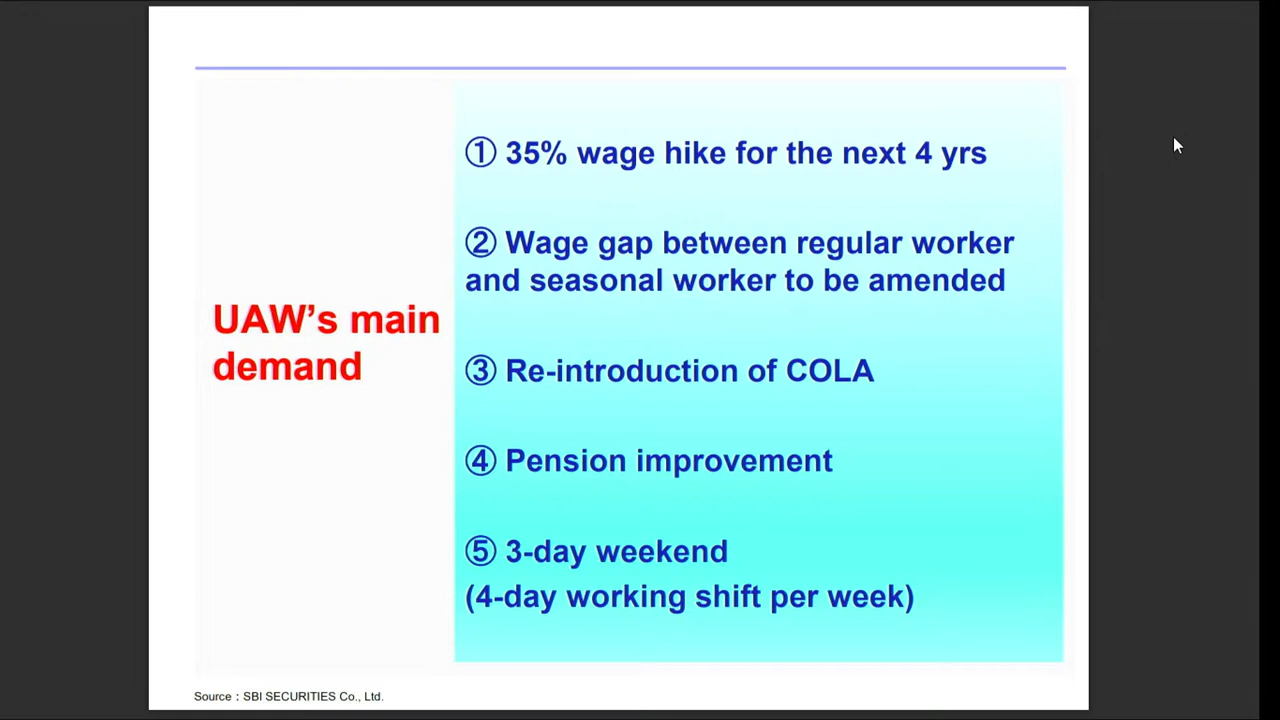 UAW’s main
demand
① 35% wage hike for the next 4 yrs
② Wage gap between regular worker
and seasonal worker to be amended
③ Re-introduction of COLA
④ Pension improvement
⑤ 3-day weekend
(4-day working shift per week)
Source：SBI SECURITIES Co., Ltd.